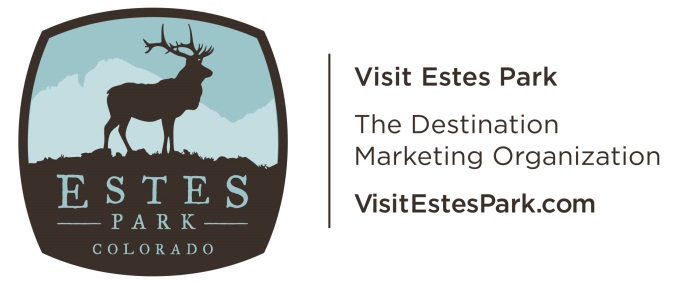 ESTES
PARK
COLORADO
Visit Estes Park
The Destination
Marketing Organization
VisitEstesPark.com